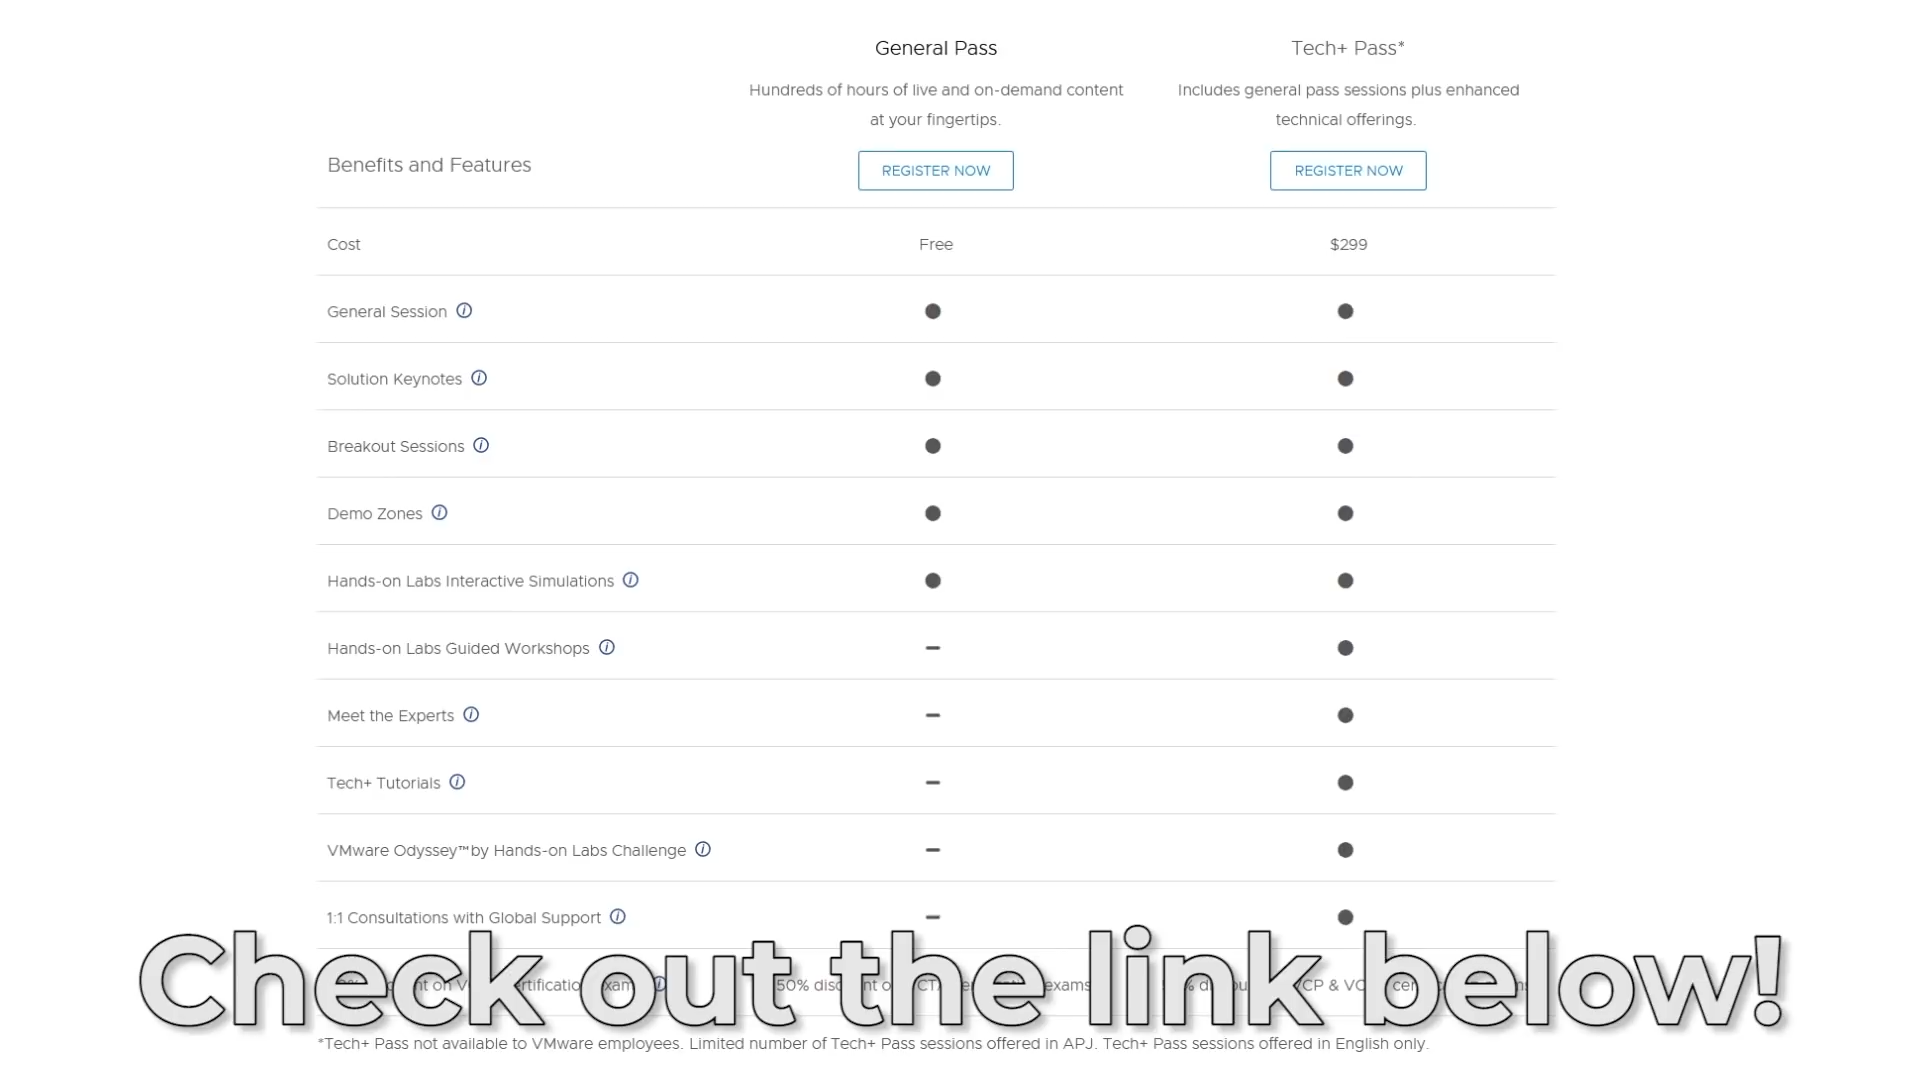 General Pass
Tech+ Pass*
Hundreds of hours of live and on-demand content
at your fingertips.
Includes general pass sessions plus enhanced
technical offerings.
Benefits and Features
REGISTER NOW
REGISTER NOW
Cost Free $299
General Session
Solution Keynotes
Breakout Sessions
Demo Zones
Hands-on Labs Interactive Simulations
Hands-on Labs Guided Workshops
Meet the Experts
Tech+ Tutorials
VMware Odyssey™by Hands-on Labs Challenge
1:1 Consultations with Global Support
Check out the link below!
50% exams
*Tech+ Pass not available to VMware employees. Limited number of Tech+ Pass sessions offered in APJ. Tech+ Pass sessions offered in English only.